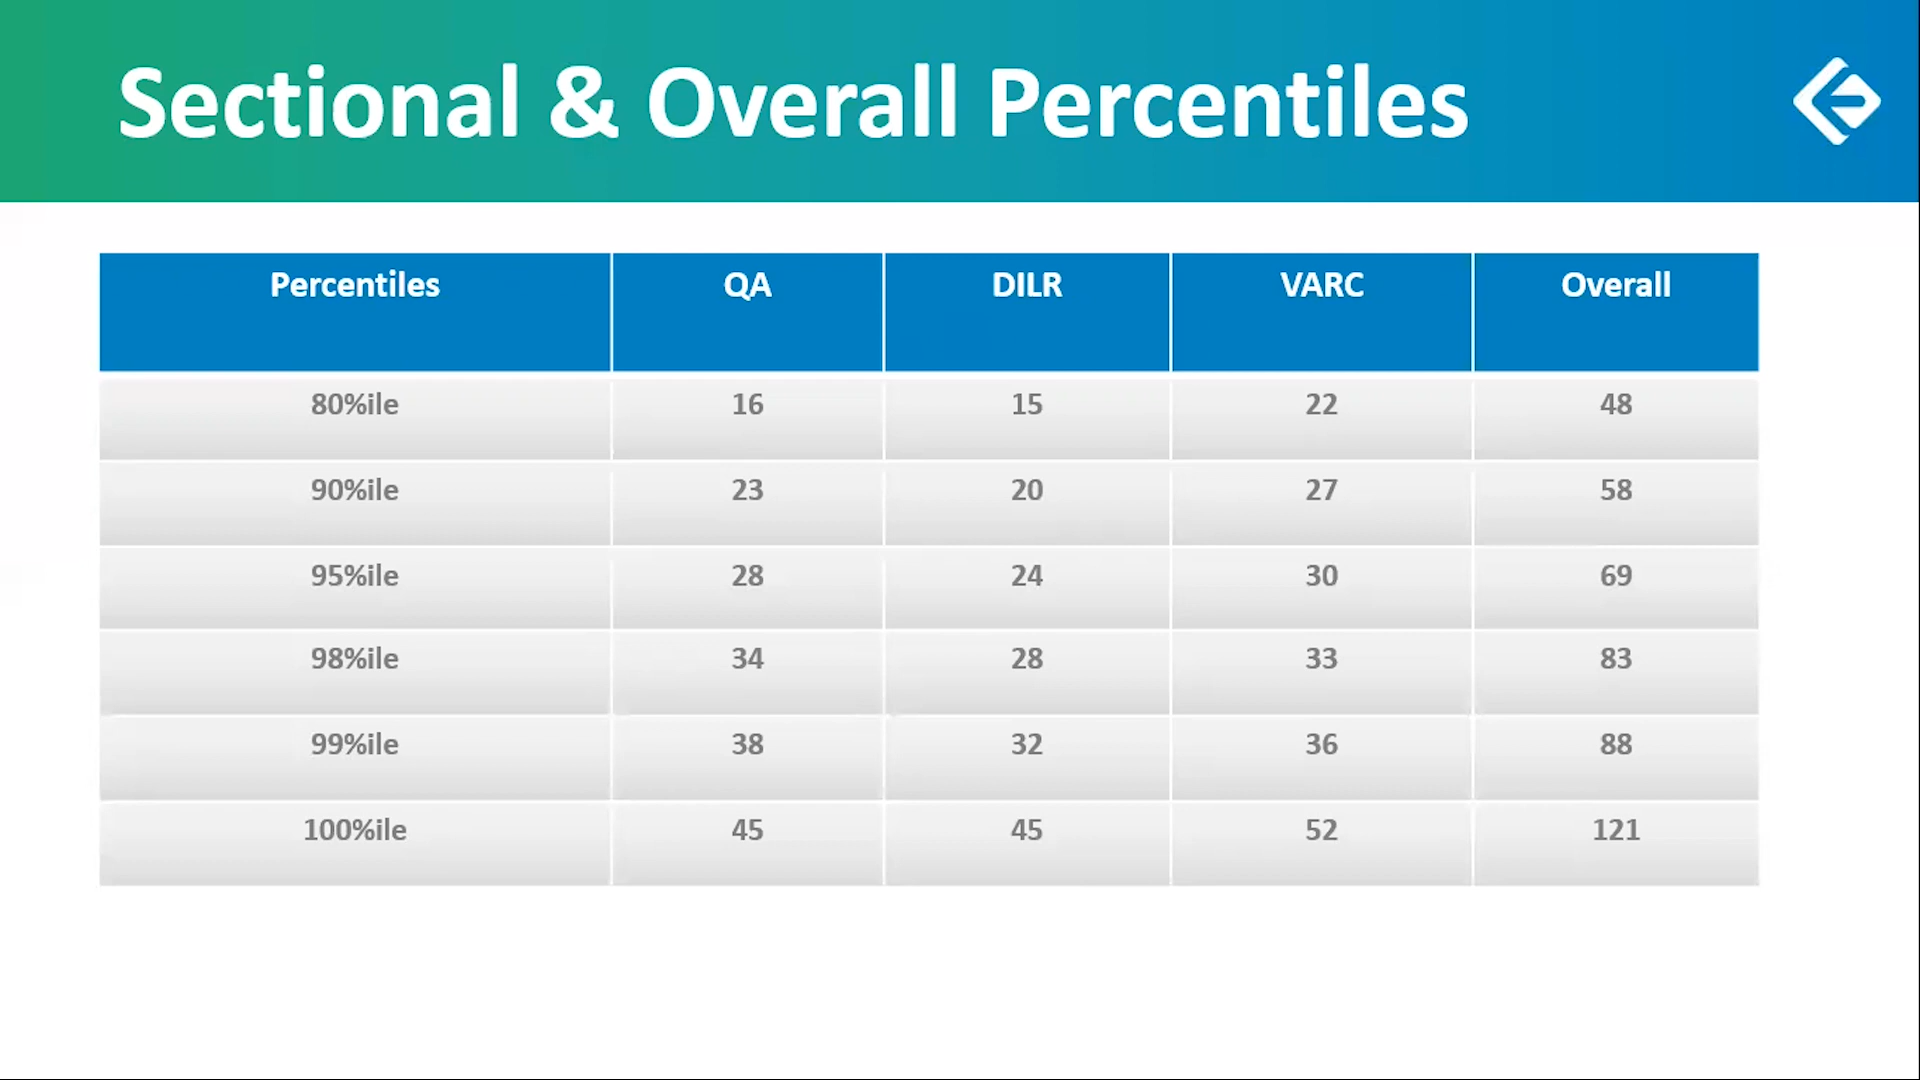 Sectional & Overall Percentiles
Percentiles QA DILR VARC Overall
80%ile 16 15 22 48
90%ile 23 20 27 58
95%ile 28 24 30 69
98%ile 34 28 33 83
99%ile 38 32 36 88
100%ile 45 45 52 121